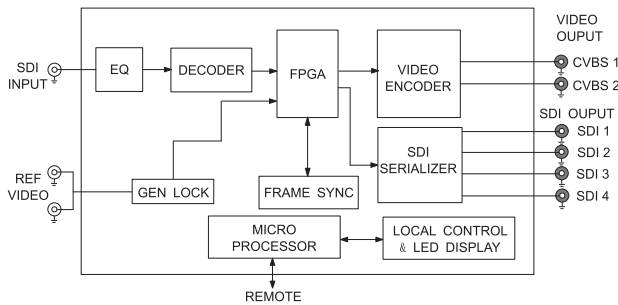 VIDEO
OUPUT
SDI
INPUT
EQ
DECODER
FPGA
VIDEO
ENCODER
CVBS 1
CVBS 2
SDI OUPUT
SDI 1
SDI 2
SDI 3
SDI 4
SDI
SERIALIZER
REF
VIDEO
GEN LOCK
FRAME SYNC
MICRO
PROCESSOR
LOCAL CONTROL
& LED DISPLAY
REMOTE